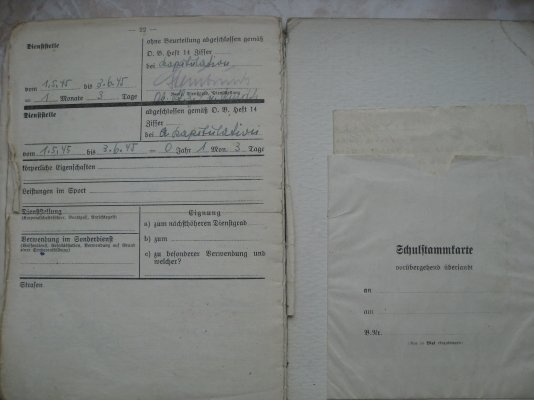 — 22 —
Dienststelle
ohne Beurteilung abgeschlossen gemäß
O. B. Heft 14 Ziffer
bei Kapitulation
vom 1.5.45 bis 3.6.45
= 1 Monate 3 Tage
Dienststelle
abgeschlossen gemäß O. B. Heft 14
Ziffer
bei d. Kapitulation
vom 1.5.45 bis 3.6.45 = 0 Jahr 1 Mon 3 Tage
körperliche Eigenschaften
Leistungen im Sport
Dienststellung
Eignung
a) zum nächsthöheren Dienstgrad
Verwendung im Sonderdienst
b) zum
c) zu besonderer Verwendung und
welcher?
Strafen
Schulstammkarte
vorübergehend überlandt
an
am
B.Nr.